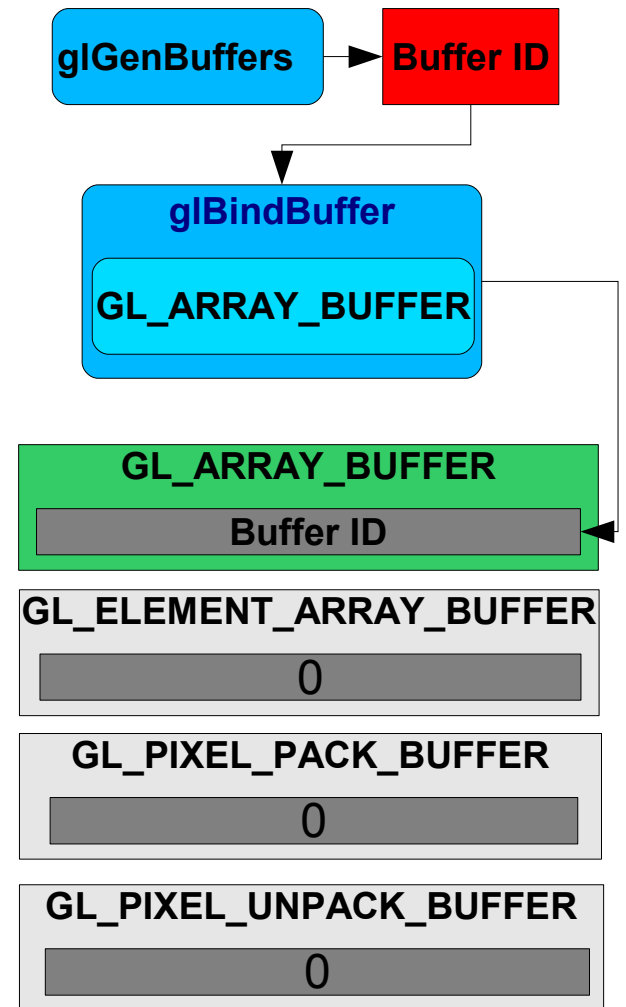 glGenBuffers
Buffer ID
glBindBuffer
GL_ARRAY_BUFFER
GL_ARRAY_BUFFER
Buffer ID
GL_ELEMENT_ARRAY_BUFFER
0
GL_PIXEL_PACK_BUFFER
0
GL_PIXEL_UNPACK_BUFFER
0